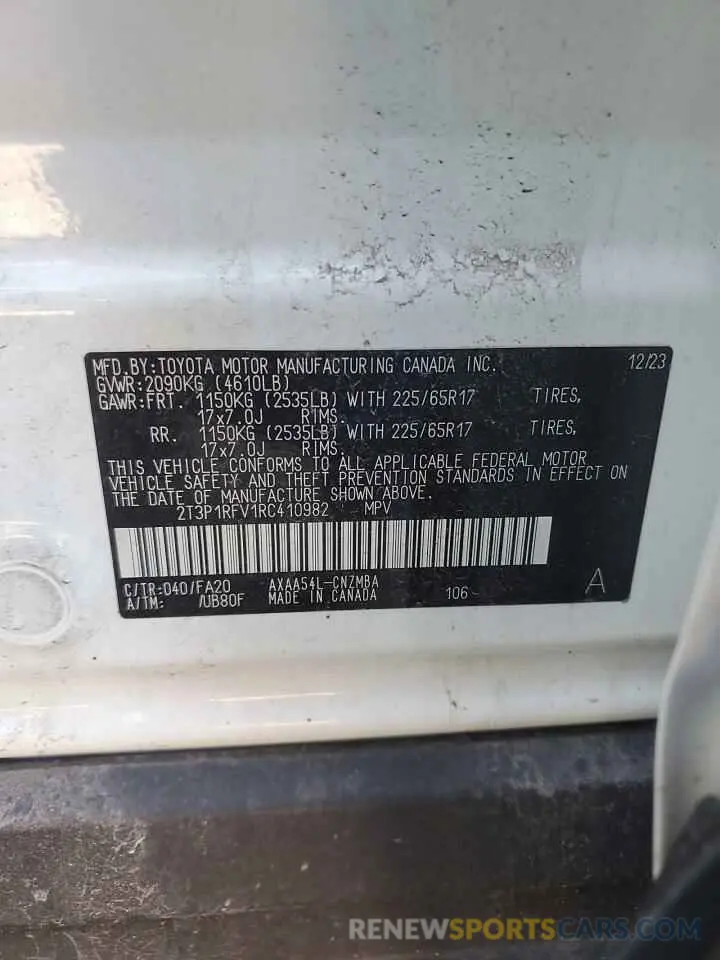 MFD.BY:TOYOTA MOTOR MANUFACTURING CANADA INC. 12/23
GVWR:2090KG (4610LB)
GAWR:FRT. 1150KG (2535LB) WITH 225/65R17 TIRES,
17x7.0J RIMS.
RR. 1150KG (2535LB) WITH 225/65R17 TIRES,
17x7.0J RIMS.
THIS VEHICLE CONFORMS TO ALL APPLICABLE FEDERAL MOTOR
VEHICLE SAFETY AND THEFT PREVENTION STANDARDS IN EFFECT ON
THE DATE OF MANUFACTURE SHOWN ABOVE.
2T3P1RFV1RC410982 MPV
C/TR:040/FA20 AXAA54L-CNZMBA
A/TM: /UB80F MADE IN CANADA 106 A
RENEWSPORTSCARS.COM